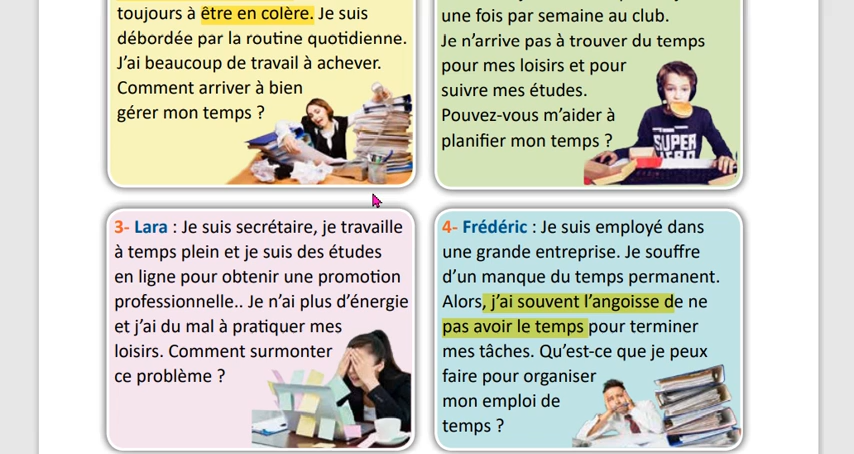 toujours à être en colère. Je suis
débordée par la routine quotidienne.
J'ai beaucoup de travail à achever.
Comment arriver à bien
gérer mon temps ?
une fois par semaine au club.
Je n'arrive pas à trouver du temps
pour mes loisirs et pour
suivre mes études.
Pouvez-vous m'aider à
planifier mon temps ?
SUPER
3- Lara : Je suis secrétaire, je travaille
à temps plein et je suis des études
en ligne pour obtenir une promotion
professionnelle.. Je n'ai plus d'énergie
et j'ai du mal à pratiquer mes
loisirs. Comment surmonter
ce problème ?
4- Frédéric : Je suis employé dans
une grande entreprise. Je souffre
d'un manque du temps permanent.
Alors, j'ai souvent l'angoisse de ne
pas avoir le temps pour terminer
mes tâches. Qu'est-ce que je peux
faire pour organiser
mon emploi de
temps ?